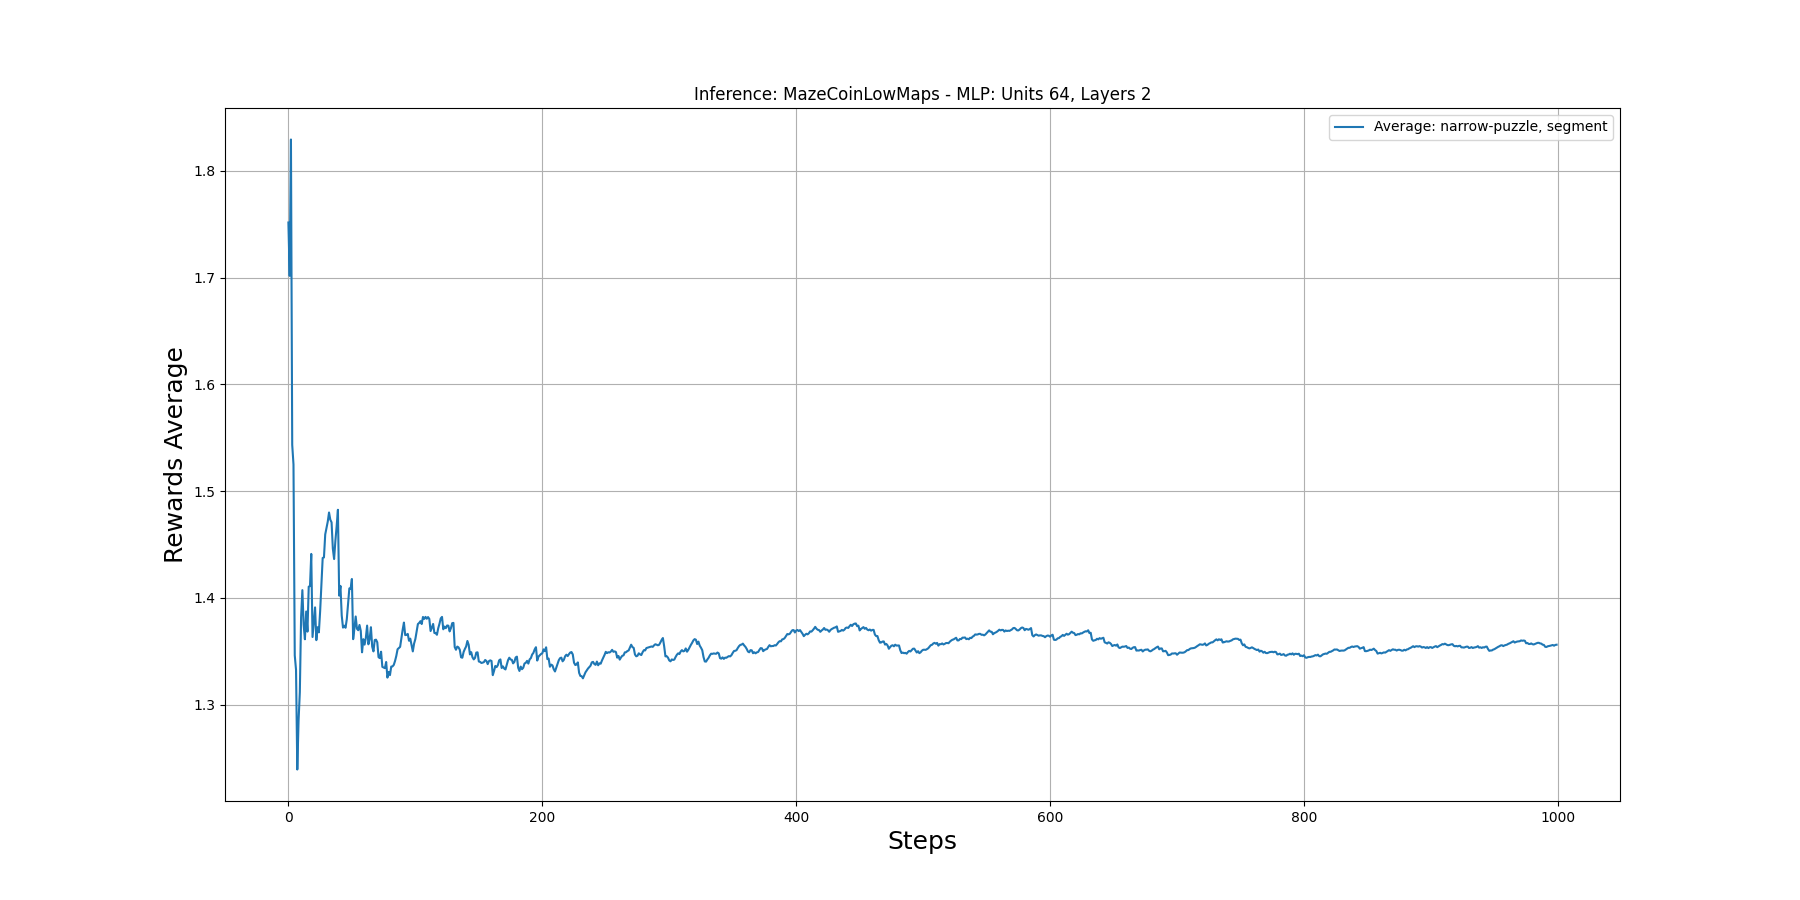 Inference: MazeCoinLowMaps - MLP: Units 64, Layers 2
Average: narrow-puzzle, segment
Rewards Average
1.8
1.7
1.6
1.5
1.4
1.3
0 200 400 600 800 1000
Steps